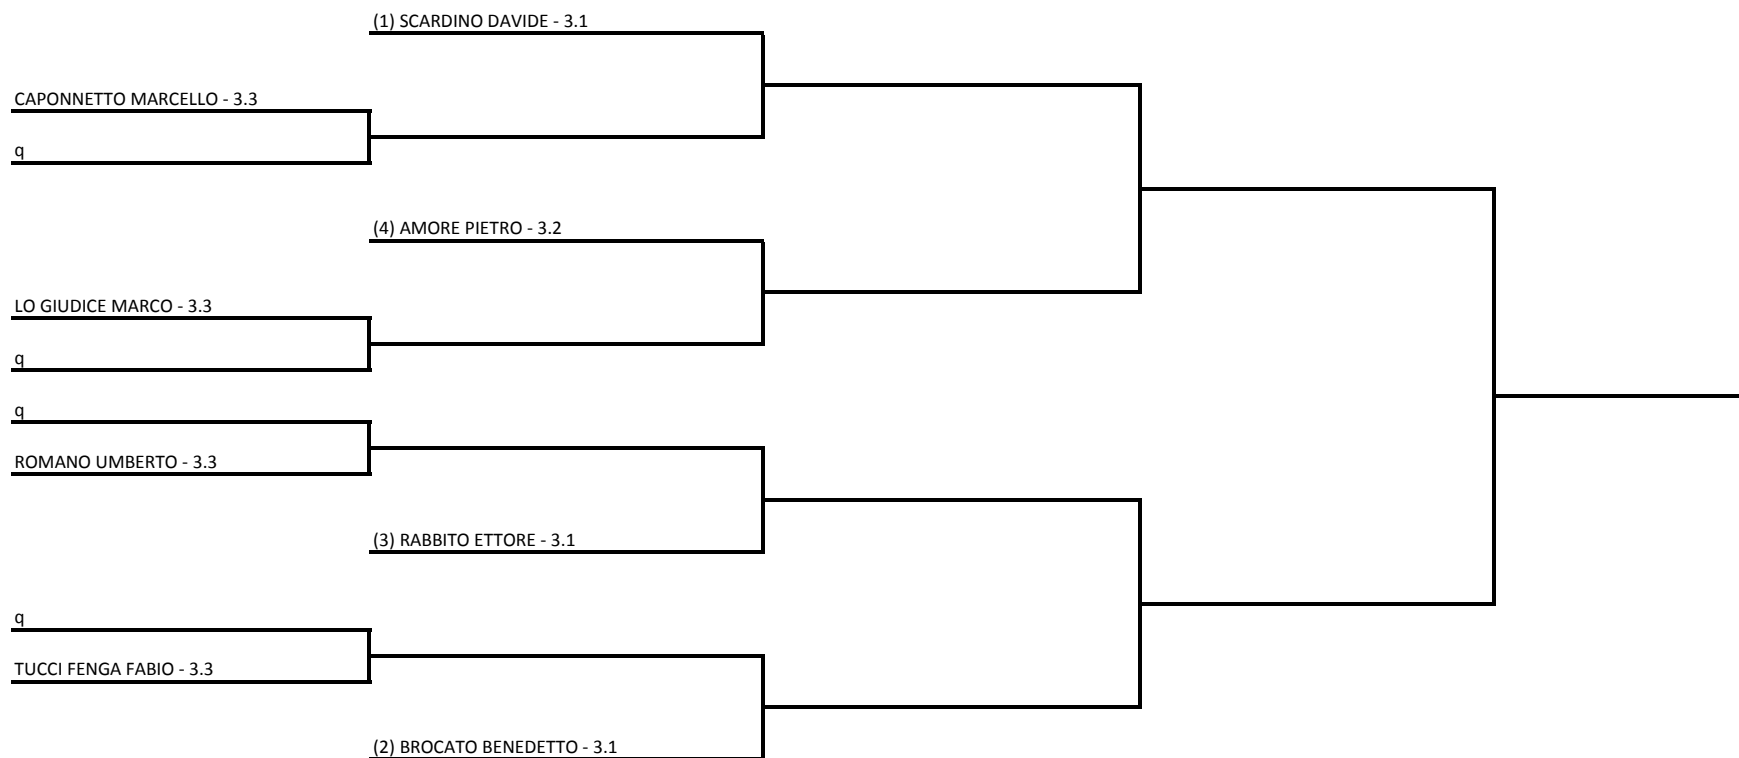 (1) SCARDINO DAVIDE - 3.1
CAPONNETTO MARCELLO - 3.3
q
(4) AMORE PIETRO - 3.2
LO GIUDICE MARCO - 3.3
q
q
ROMANO UMBERTO - 3.3
(3) RABBITO ETTORE - 3.1
q
TUCCI FENGA FABIO - 3.3
(2) BROCATO BENEDETTO - 3.1